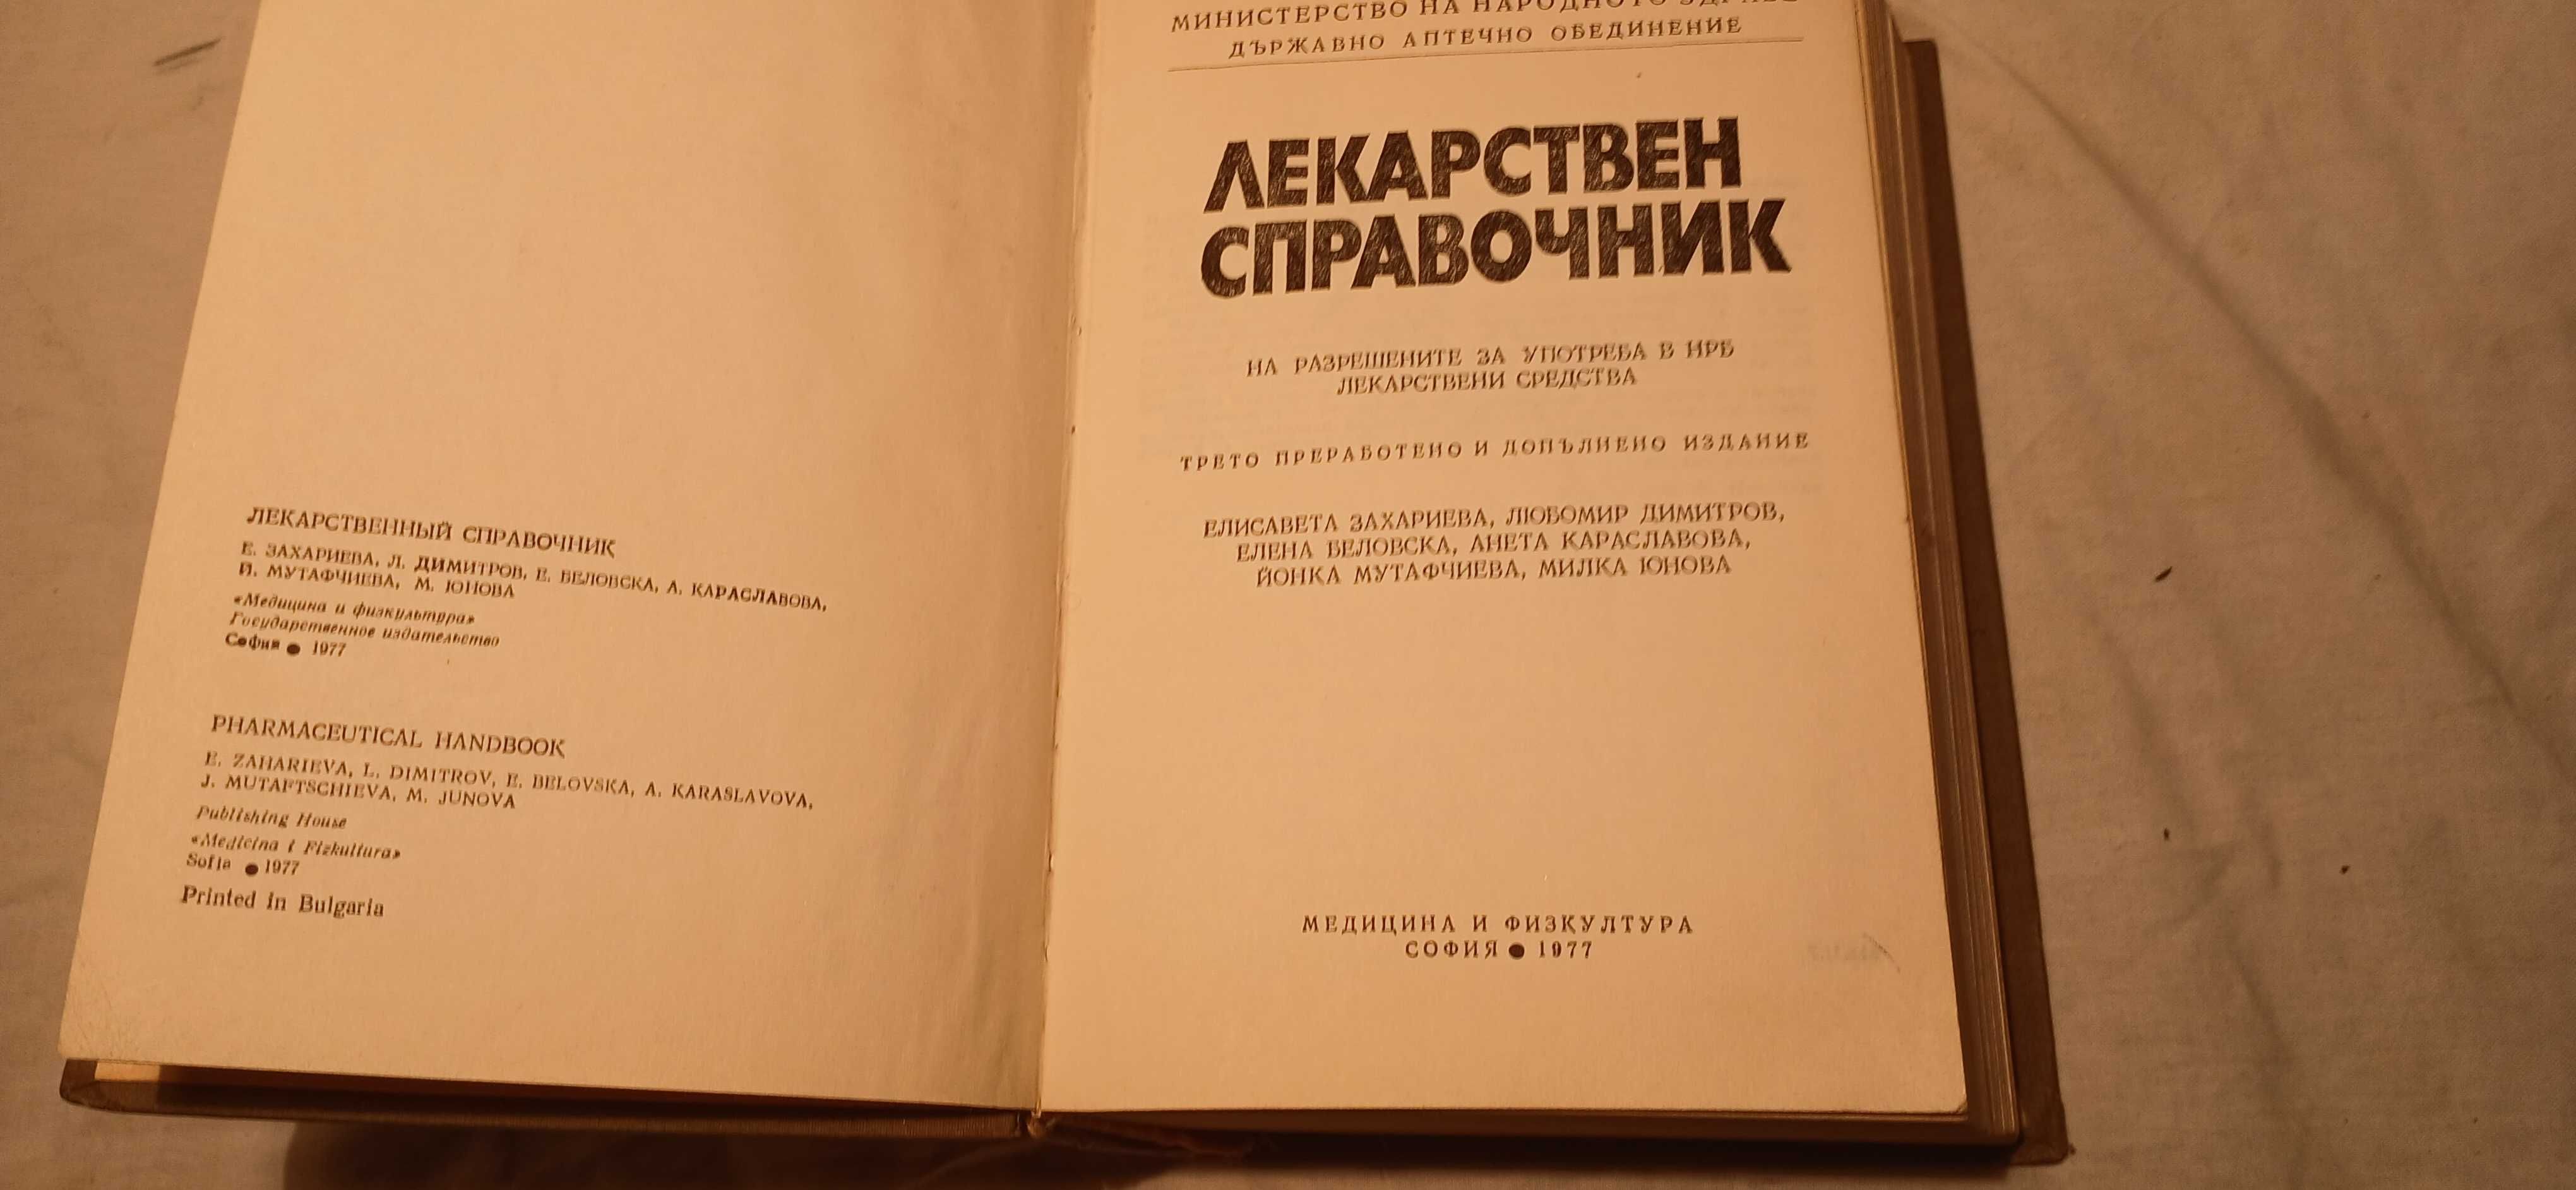 ЛЕКАРСТВЕННЫЙ СПРАВОЧНИК
Е. ЗАХАРИЕВА, Л. ДИМИТРОВ, Е. БЕЛОВСКА, А. КАРАСЛАВОВА,
Й. МУТАФЧИЕВА, М. ЮНОВА
«Медицина и физкультура»
Государственное издательство
София ● 1977
PHARMACEUTICAL HANDBOOK
E. ZAHARIEVA, L. DIMITROV, E. BELOVSKA, A. KARASLAVOVA,
J. MUTAFTSCHIEVA, M. JUNOVA
Publishing House
«Medicina i Fizkultura»
Sofia ● 1977
Printed in Bulgaria
МИНИСТЕРСТВО НА НАРОДНОТО
ДЪРЖАВНО АПТЕЧНО ОБЕДИНЕНИЕ
ЛЕКАРСТВЕН
СПРАВОЧНИК
НА РАЗРЕШЕНИТЕ ЗА УПОТРЕБА В НРБ
ЛЕКАРСТВЕНИ СРЕДСТВА
ТРЕТО ПРЕРАБОТЕНО И ДОПЪЛНЕНО ИЗДАНИЕ
ЕЛИСАВЕТА ЗАХАРИЕВА, ЛЮБОМИР ДИМИТРОВ,
ЕЛЕНА БЕЛОВСКА, АНЕТА КАРАСЛАВОВА,
ЙОНКА МУТАФЧИЕВА, МИЛКА ЮНОВА
МЕДИЦИНА И ФИЗКУЛТУРА
СОФИЯ ● 1977